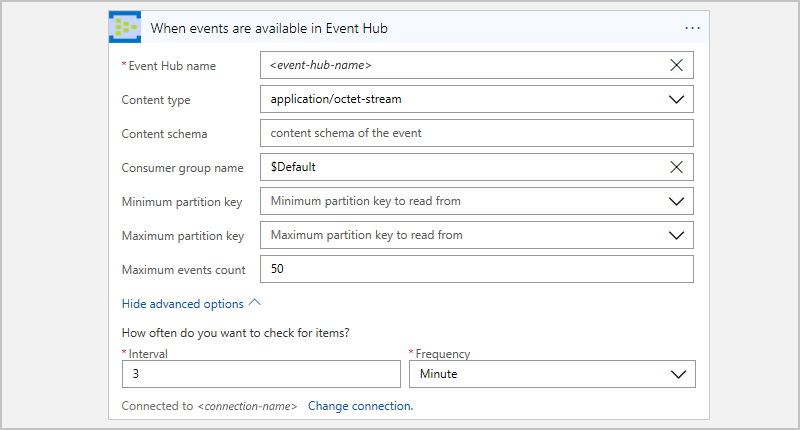 When events are available in Event Hub ...
* Event Hub name <event-hub-name>
Content type application/octet-stream
Content schema content schema of the event
Consumer group name $Default
Minimum partition key Minimum partition key to read from
Maximum partition key Maximum partition key to read from
Maximum events count 50
Hide advanced options
How often do you want to check for items?
* Interval * Frequency
3 Minute
Connected to <connection-name> Change connection.